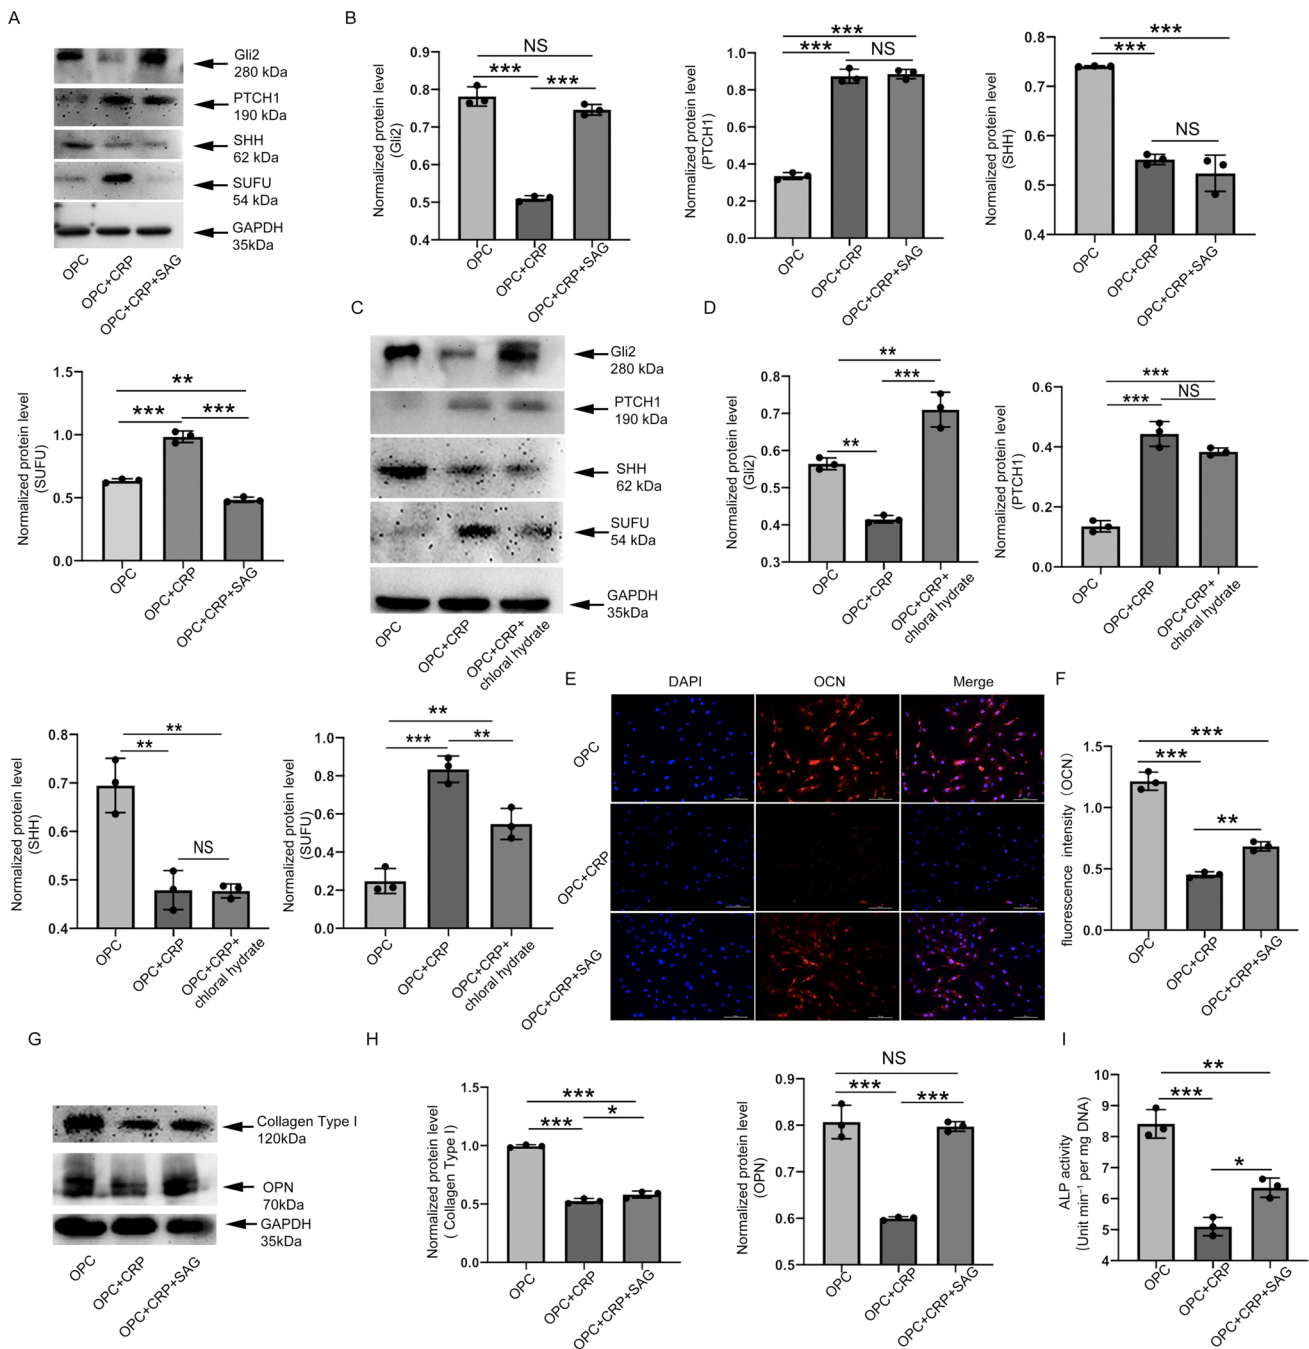 A
Gli2
280 kDa
PTCH1
190 kDa
SHH
62 kDa
SUFU
54 kDa
GAPDH
35kDa
OPC
OPC+CRP
OPC+CRP+SAG
B
Normalized protein level
(Gli2)
0.9
0.8
0.7
0.6
0.5
0.4
NS
***
***
OPC
OPC+CRP
OPC+CRP+SAG
Normalized protein level
(PTCH1)
1.0
0.8
0.6
0.4
0.2
0.0
***
***
NS
OPC
OPC+CRP
OPC+CRP+SAG
Normalized protein level
(SHH)
0.8
0.7
0.6
0.5
0.4
***
***
NS
OPC
OPC+CRP
OPC+CRP+SAG
Normalized protein level
(SUFU)
1.5
1.0
0.5
0.0
**
***
***
OPC
OPC+CRP
OPC+CRP+SAG
C
Gli2
280 kDa
PTCH1
190 kDa
SHH
62 kDa
SUFU
54 kDa
GAPDH
35kDa
OPC
OPC+CRP
OPC+CRP+
chloral hydrate
D
Normalized protein level
(Gli2)
0.8
0.7
0.6
0.5
0.4
0.3
**
***
**
OPC
OPC+CRP
OPC+CRP+
chloral hydrate
Normalized protein level
(PTCH1)
0.6
0.4
0.2
0.0
***
***
NS
OPC
OPC+CRP
OPC+CRP+
chloral hydrate
Normalized protein level
(SHH)
0.8
0.7
0.6
0.5
0.4
**
**
NS
OPC
OPC+CRP
OPC+CRP+
chloral hydrate
Normalized protein level
(SUFU)
1.0
0.8
0.6
0.4
0.2
0.0
**
***
**
OPC
OPC+CRP
OPC+CRP+
chloral hydrate
E
DAPI
OCN
Merge
OPC
OPC+CRP
OPC+CRP+SAG
F
fluorescence intensity（OCN）
1.5
1.0
0.5
0.0
***
***
**
OPC
OPC+CRP
OPC+CRP+SAG
G
Collagen Type I
120kDa
OPN
70kDa
GAPDH
35kDa
OPC
OPC+CRP
OPC+CRP+SAG
H
Normalized protein level
( Collagen Type I)
1.5
1.0
0.5
0.0
***
***
*
OPC
OPC+CRP
OPC+CRP+SAG
Normalized protein level
(OPN)
0.9
0.8
0.7
0.6
0.5
NS
***
***
OPC
OPC+CRP
OPC+CRP+SAG
I
ALP activity
(Unit min⁻¹ per mg DNA)
10
9
8
7
6
5
4
**
***
*
OPC
OPC+CRP
OPC+CRP+SAG